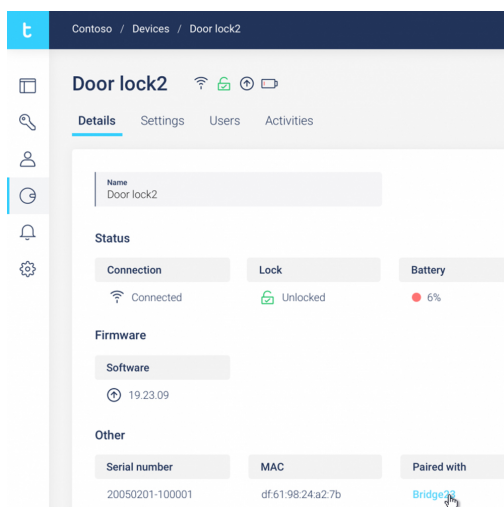 t
Contoso / Devices / Door lock2
Door lock2
Details Settings Users Activities
Name
Door lock2
Status
Connection Lock Battery
Connected Unlocked 6%
Firmware
Software
19.23.09
Other
Serial number MAC Paired with
20050201-100001 df:61:98:24:a2:7b